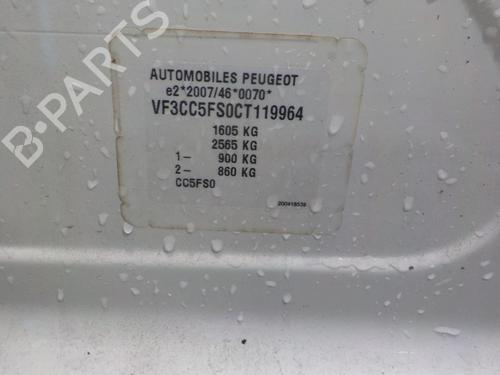 B-PARTS
AUTOMOBILES PEUGEOT
e2*2007/46*0070*
VF3CC5FS0CT119964
1605 KG
2565 KG
1- 900 KG
2- 860 KG
CC5FS0
200418539